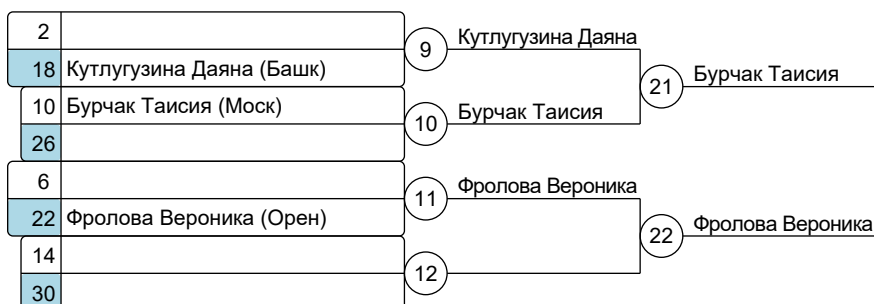 2
9 Кутлугузина Даяна
18 Кутлугузина Даяна (Башк)
21 Бурчак Таисия
10 Бурчак Таисия (Моск)
10 Бурчак Таисия
26
6
11 Фролова Вероника
22 Фролова Вероника (Орен)
22 Фролова Вероника
14
12
30